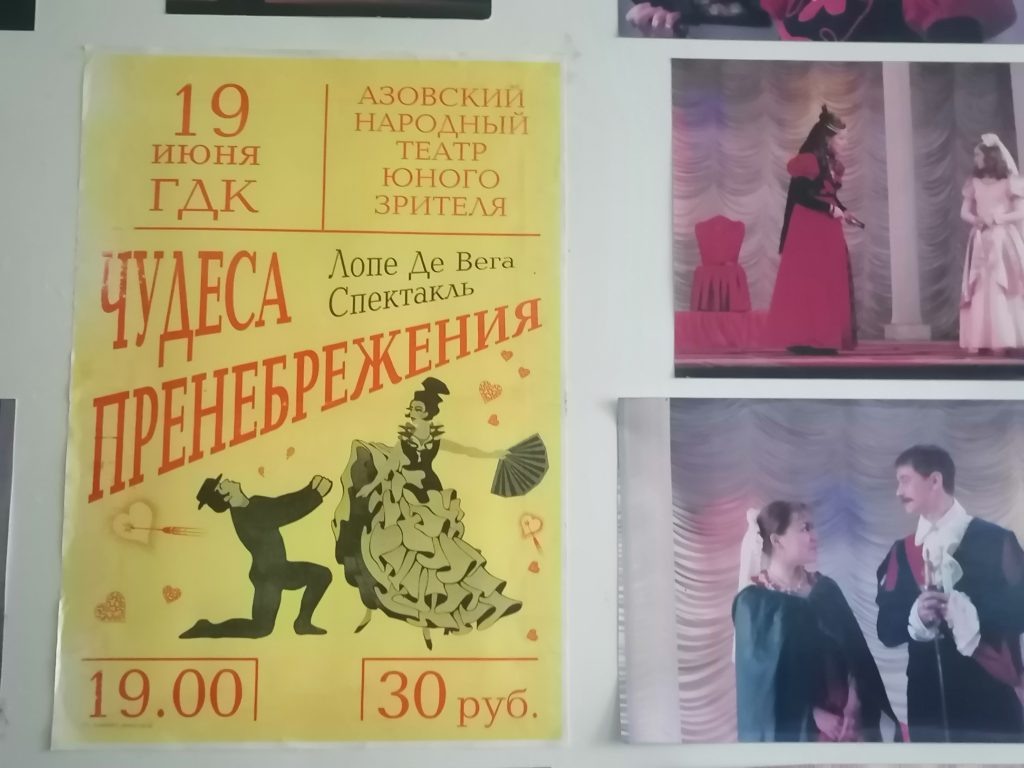 19
июня
ГДК
АЗОВСКИЙ
НАРОДНЫЙ
ТЕАТР
ЮНОГО
ЗРИТЕЛЯ
ЧУДЕСА
Лопе Де Вега
Спектакль
ПРЕНЕБРЕЖЕНИЯ
19.00
30 руб.